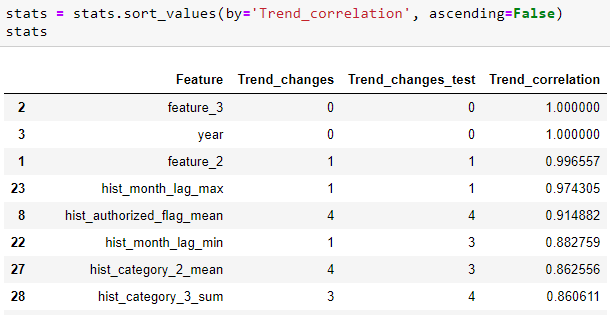 stats = stats.sort_values(by='Trend_correlation', ascending=False)
stats
Feature Trend_changes Trend_changes_test Trend_correlation
2 feature_3 0 0 1.000000
3 year 0 0 1.000000
1 feature_2 1 1 0.996557
23 hist_month_lag_max 1 1 0.974305
8 hist_authorized_flag_mean 4 4 0.914882
22 hist_month_lag_min 1 3 0.882759
27 hist_category_2_mean 4 3 0.862556
28 hist_category_3_sum 3 4 0.860611